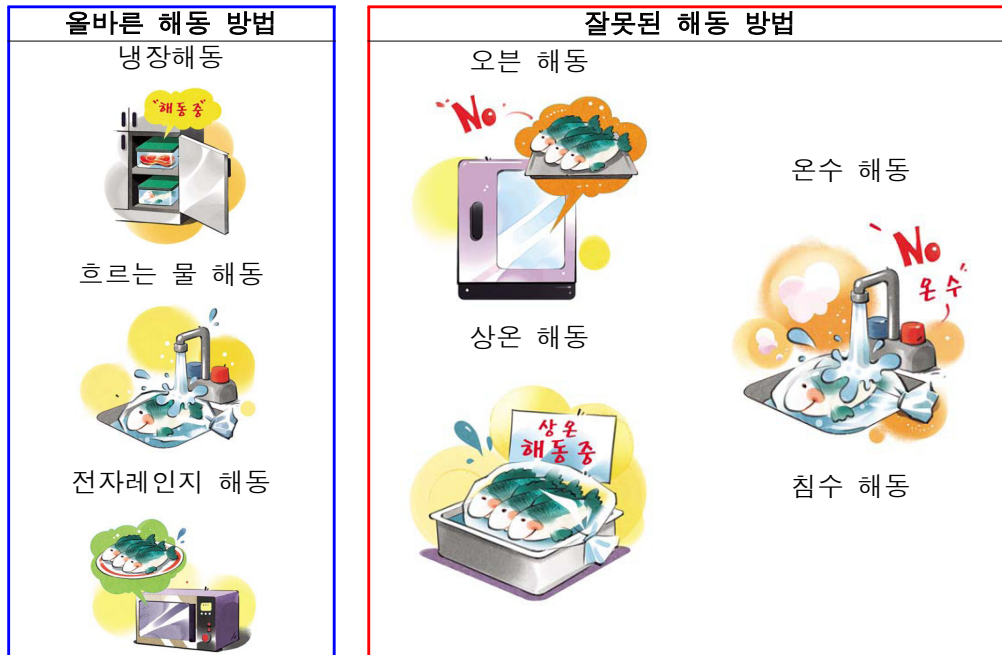 올바른 해동 방법
냉장해동
"해동중"
흐르는 물 해동
전자레인지 해동
잘못된 해동 방법
오븐 해동
"No
상온 해동
상온
해동중
온수 해동
"No
온수"
침수 해동